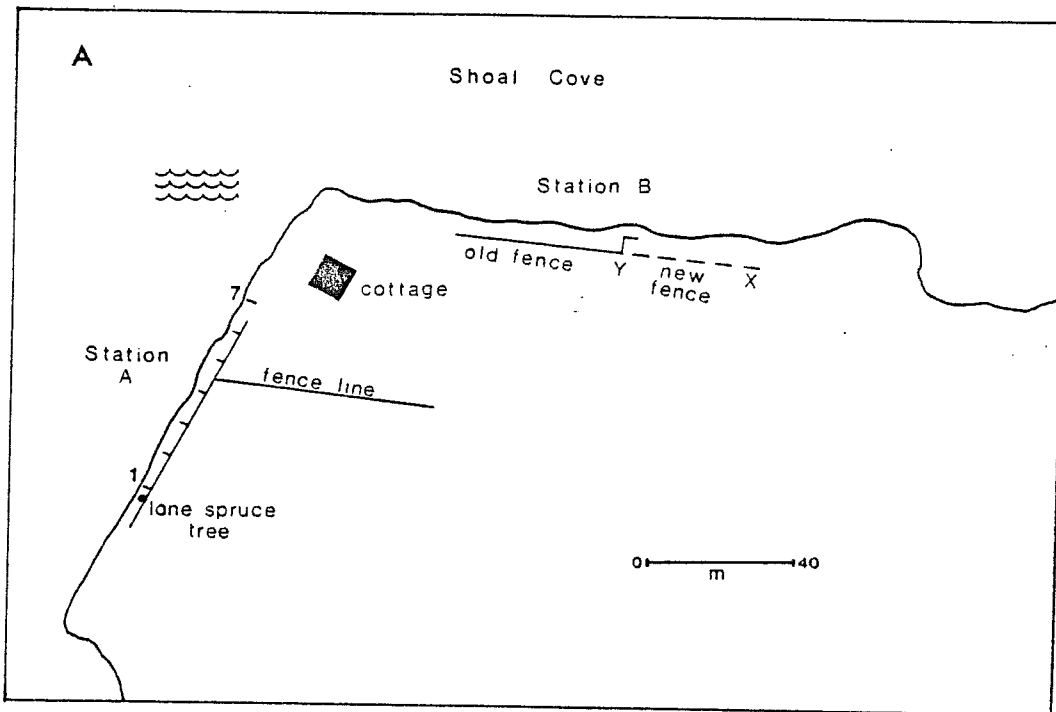 A
Shoal Cove
Station B
old fence
Y
new
fence
X
cottage
7
Station
A
fence line
1
lone spruce
tree
0
40
m